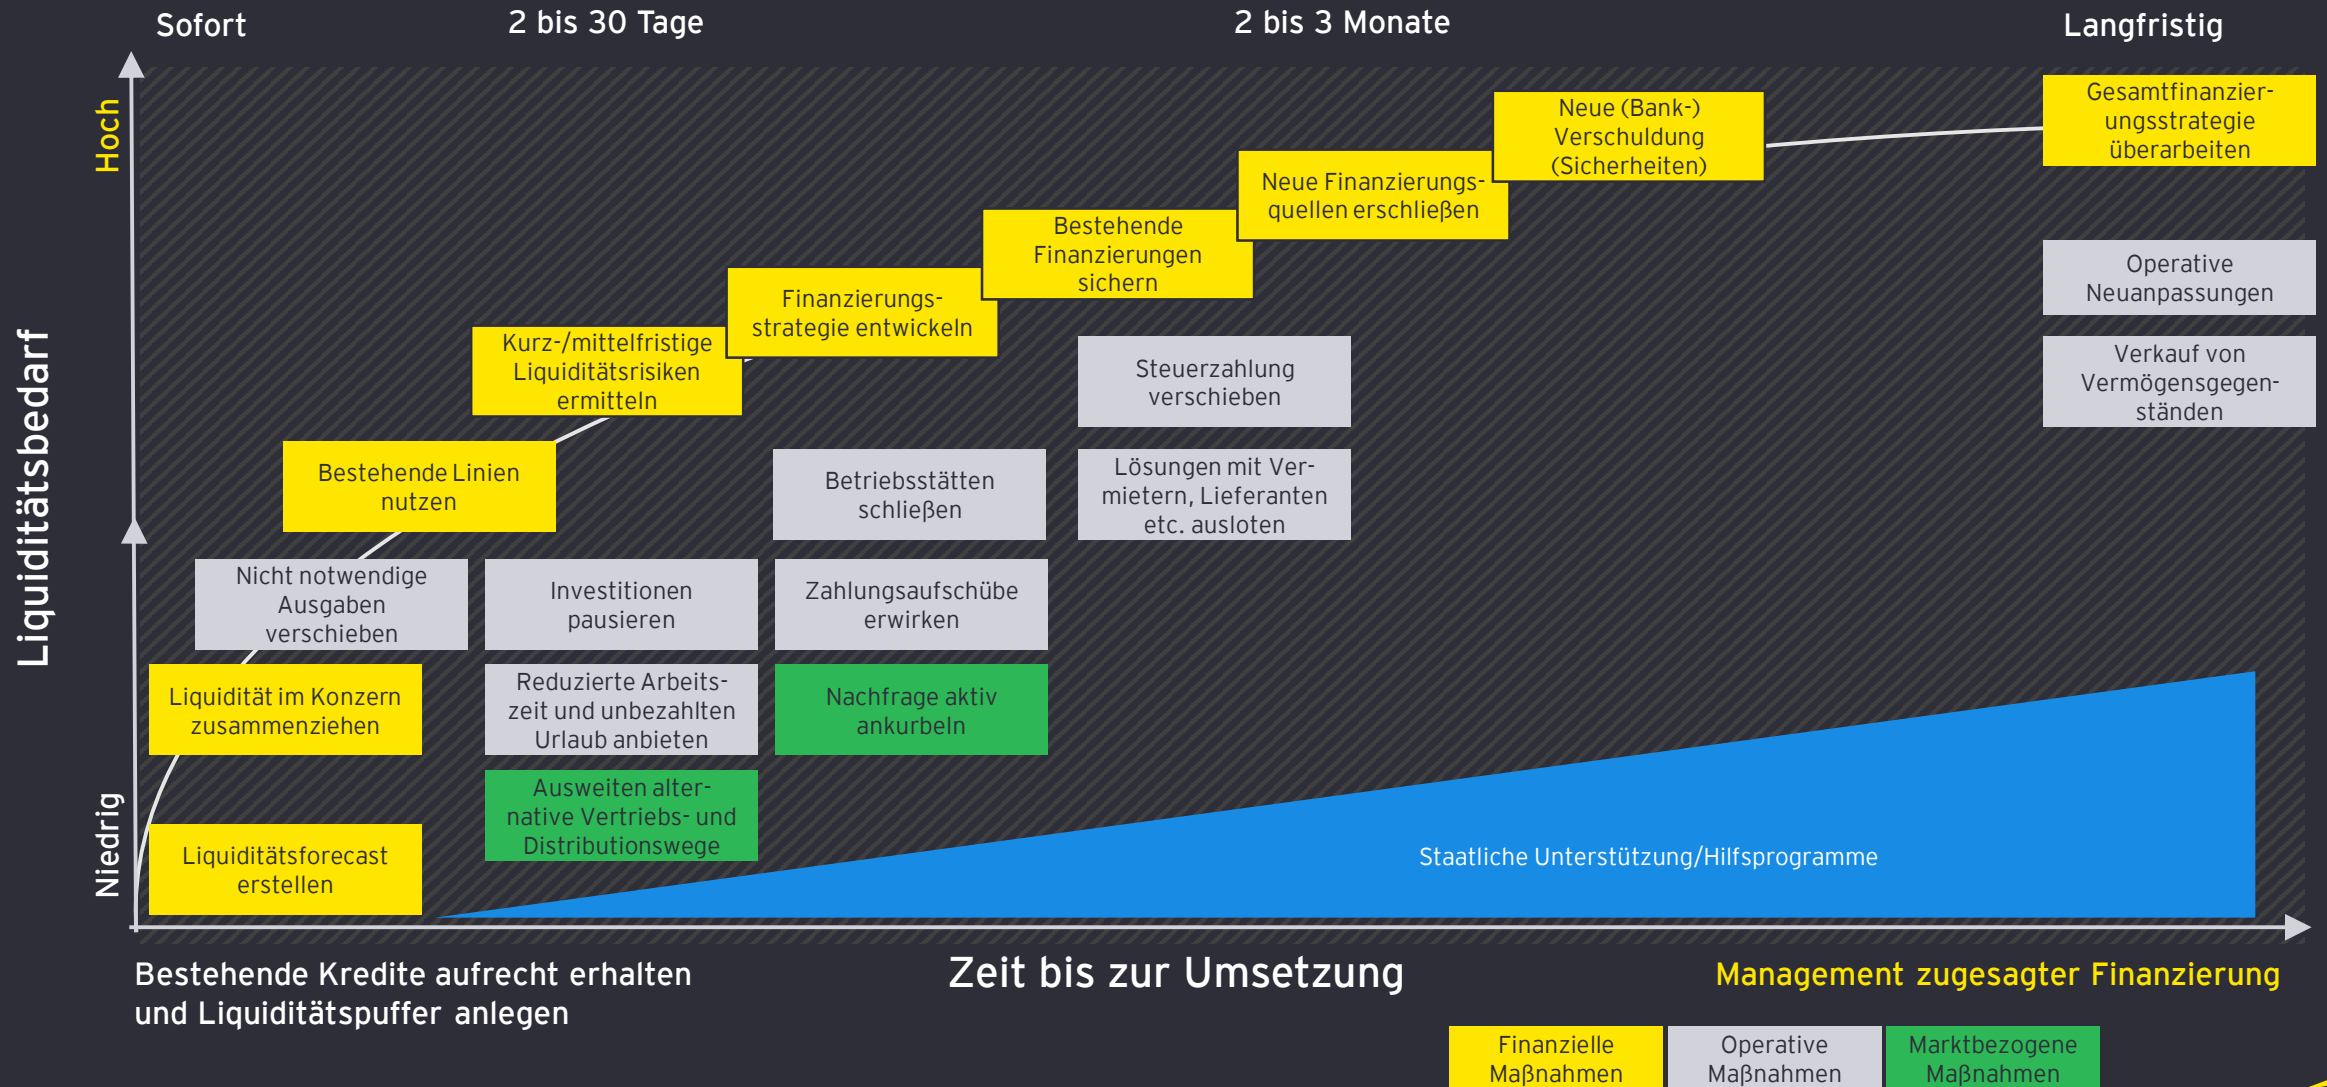 Sofort
2 bis 30 Tage
2 bis 3 Monate
Langfristig
Hoch
Liquiditätsbedarf
Niedrig
Gesamtfinanzier-
ungsstrategie
überarbeiten
Neue (Bank-)
Verschuldung
(Sicherheiten)
Neue Finanzierungs-
quellen erschließen
Bestehende
Finanzierungen
sichern
Operative
Neuanpassungen
Finanzierungs-
strategie entwickeln
Kurz-/mittelfristige
Liquiditätsrisiken
ermitteln
Steuerzahlung
verschieben
Verkauf von
Vermögensgegen-
ständen
Bestehende Linien
nutzen
Betriebsstätten
schließen
Lösungen mit Ver-
mietern, Lieferanten
etc. ausloten
Nicht notwendige
Ausgaben
verschieben
Investitionen
pausieren
Zahlungsaufschübe
erwirken
Liquidität im Konzern
zusammenziehen
Reduzierte Arbeits-
zeit und unbezahlten
Urlaub anbieten
Nachfrage aktiv
ankurbeln
Ausweiten alter-
native Vertriebs- und
Distributionswege
Liquiditätsforecast
erstellen
Staatliche Unterstützung/Hilfsprogramme
Bestehende Kredite aufrecht erhalten
und Liquiditätspuffer anlegen
Zeit bis zur Umsetzung
Management zugesagter Finanzierung
Finanzielle
Maßnahmen
Operative
Maßnahmen
Marktbezogene
Maßnahmen